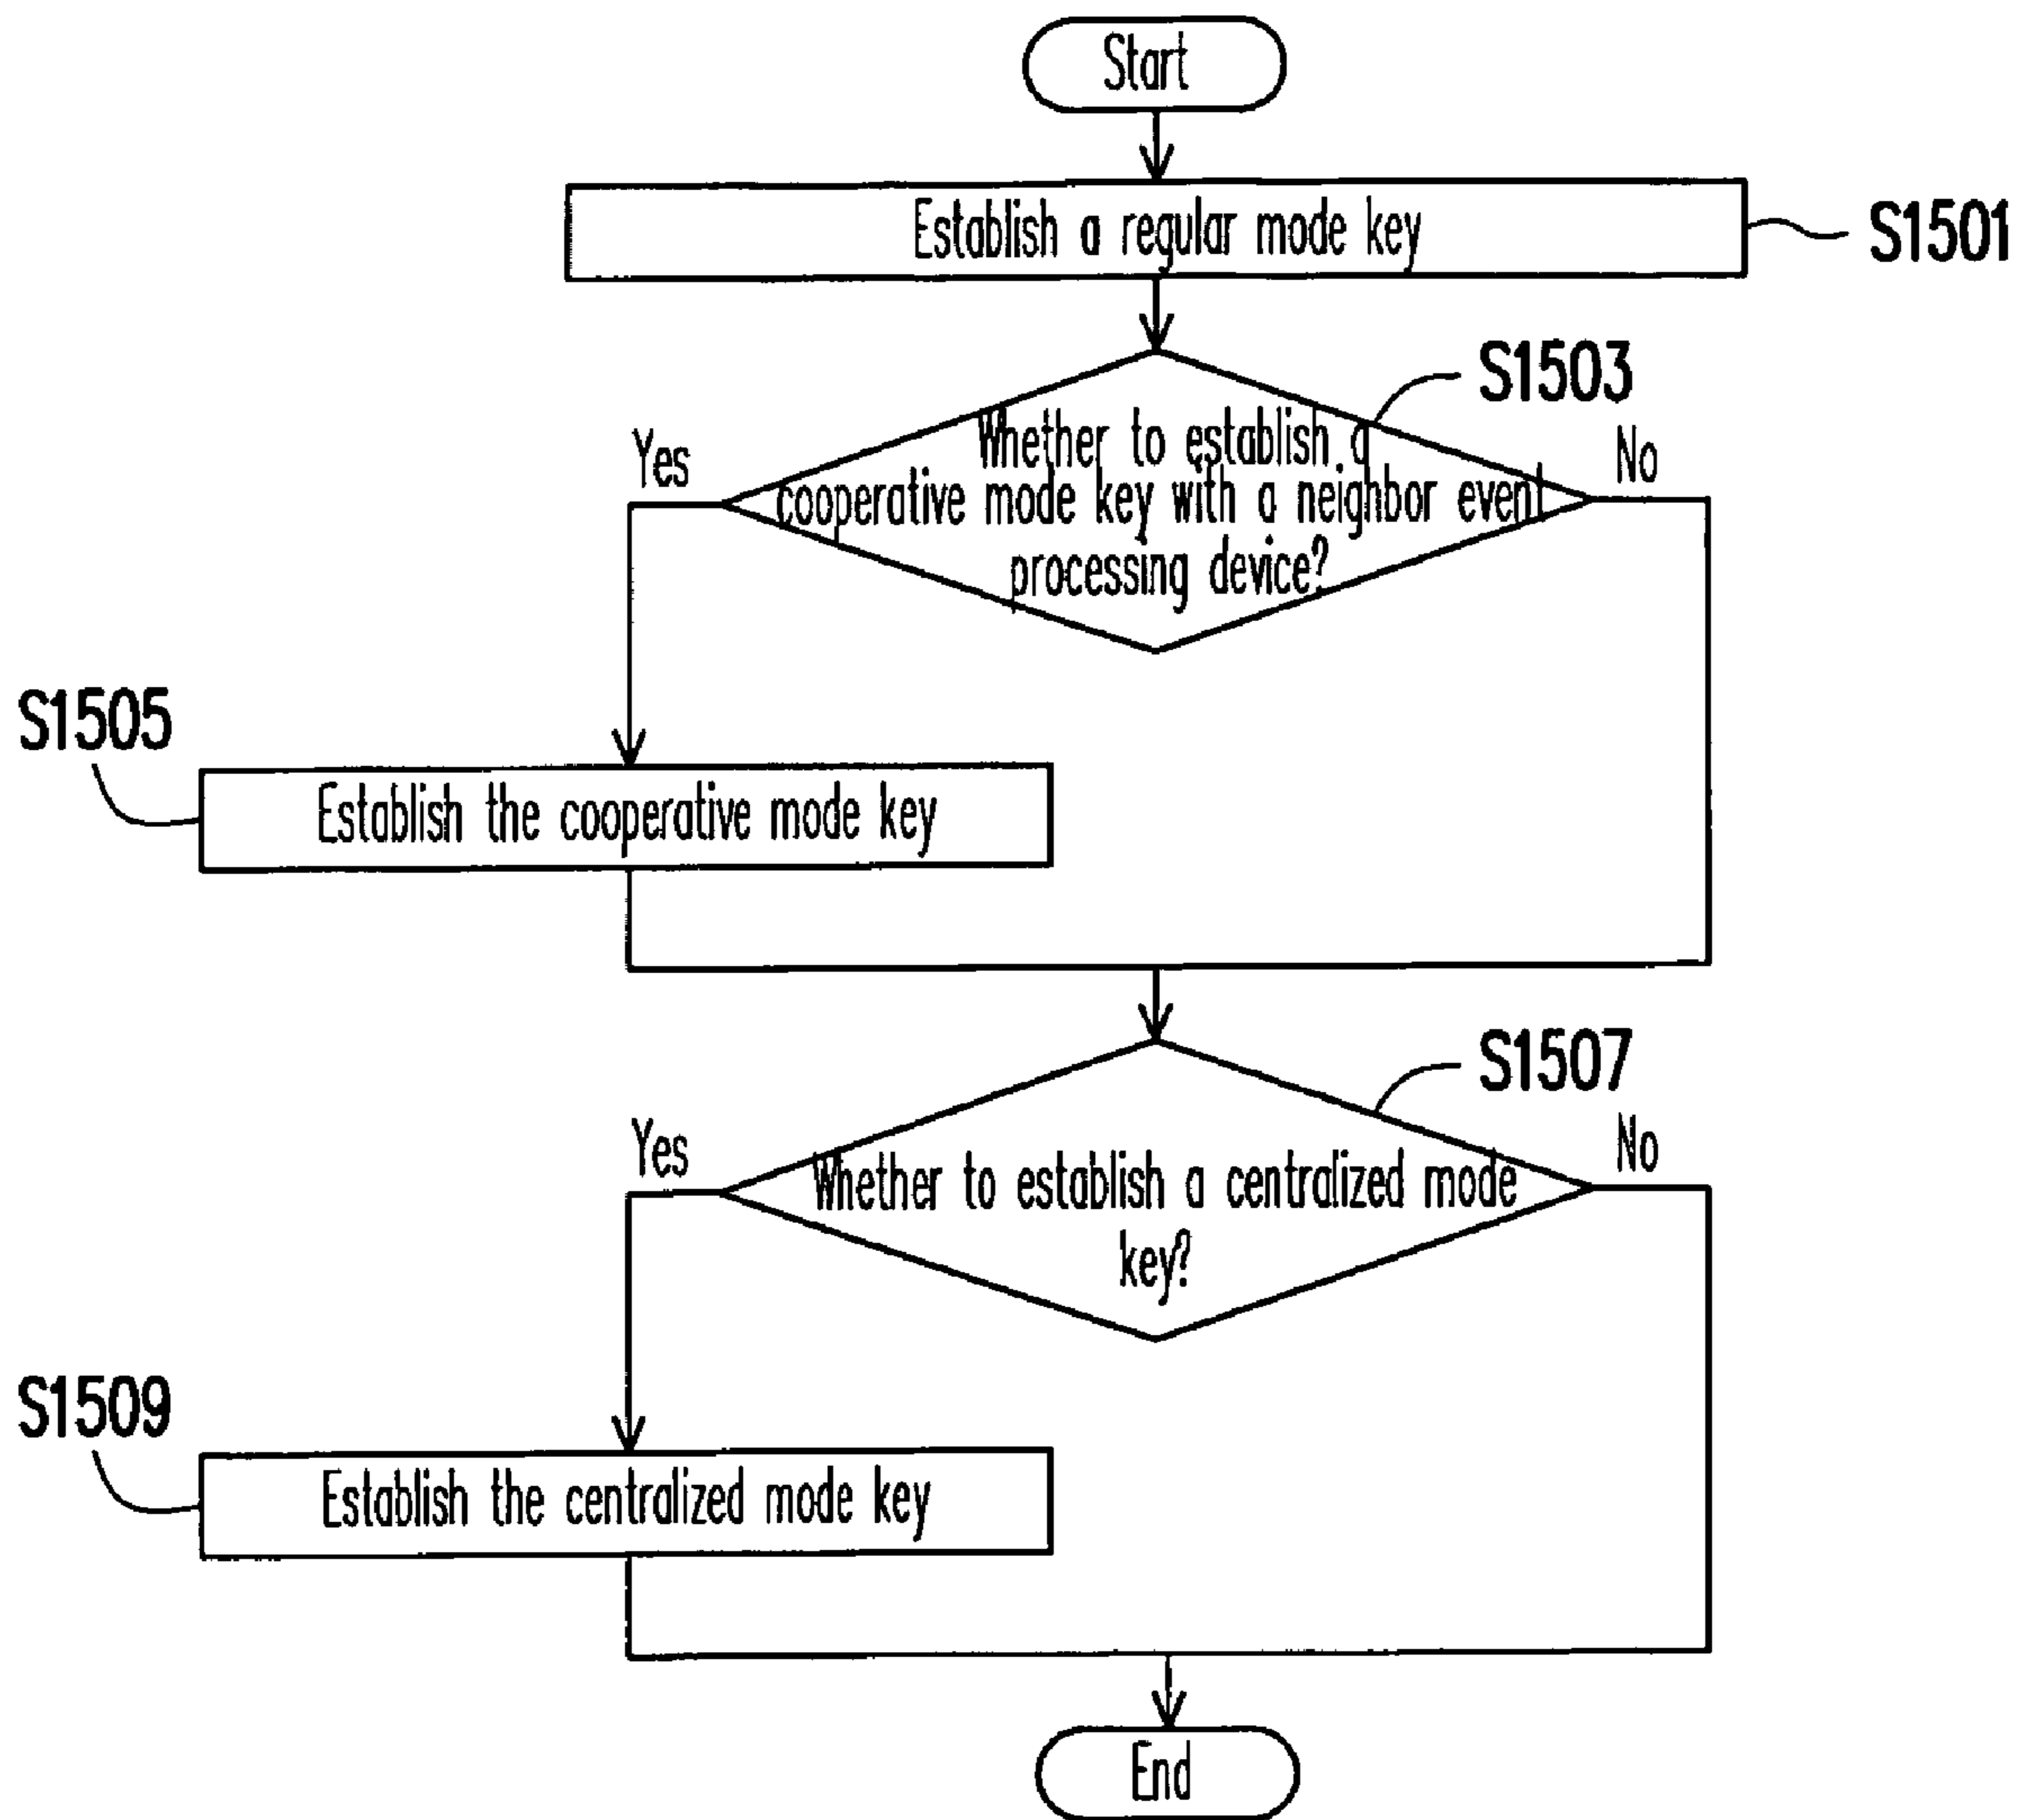 Start
Establish a regular mode key
S1501
S1503
Yes
No
Whether to establish a
cooperative mode key with a neighbor event
processing device?
S1505
Establish the cooperative mode key
S1507
Yes
No
Whether to establish a centralized mode
key?
S1509
Establish the centralized mode key
End